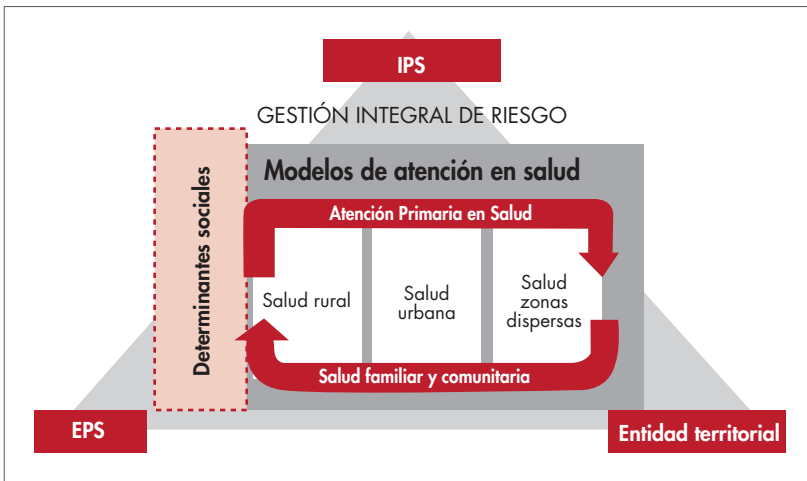 IPS
GESTIÓN INTEGRAL DE RIESGO
Determinantes sociales
Modelos de atención en salud
Atención Primaria en Salud
Salud rural
Salud
urbana
Salud
zonas
dispersas
Salud familiar y comunitaria
EPS
Entidad territorial